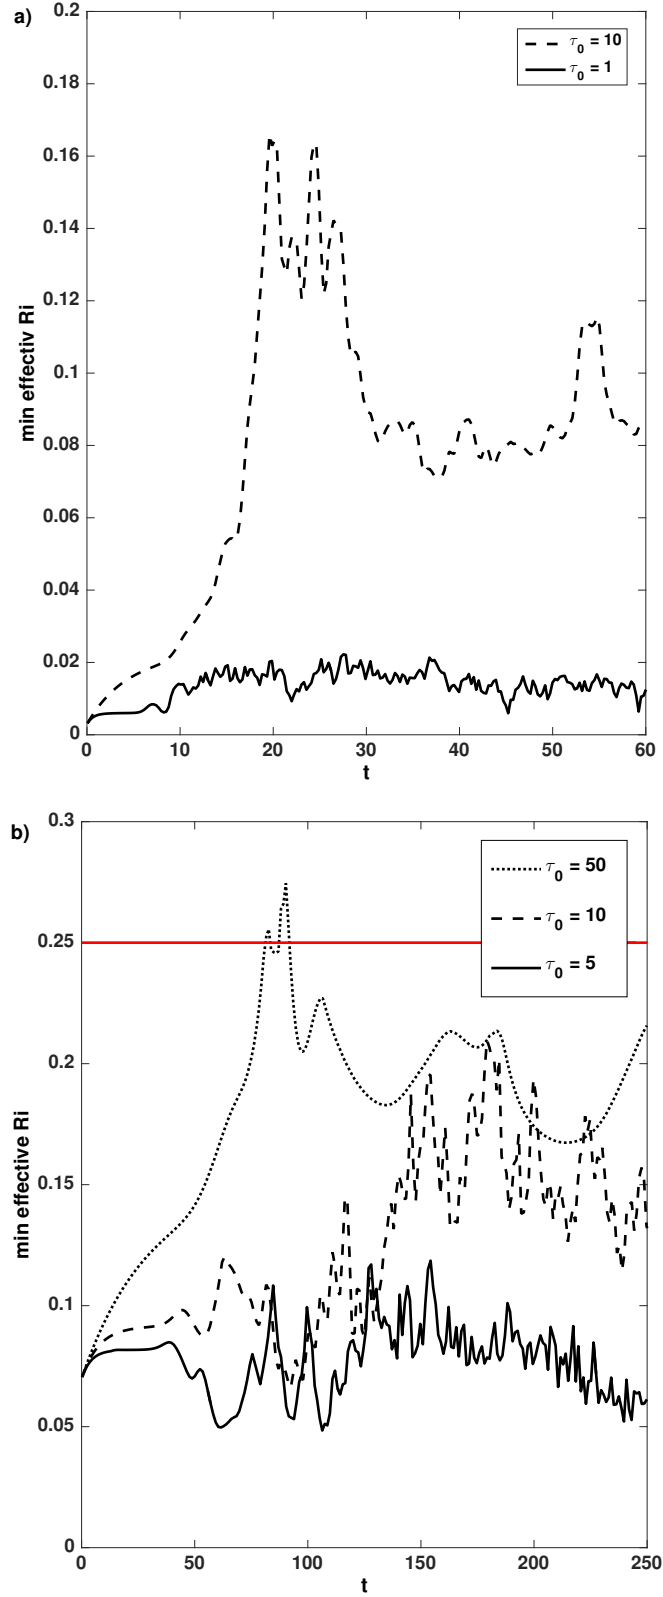 a)
0.2
0.18
0.16
0.14
0.12
0.1
0.08
0.06
0.04
0.02
0
min effectiv Ri
τ0 = 10
τ0 = 1
0 10 20 30 40 50 60
t
b)
0.3
0.25
0.2
0.15
0.1
0.05
0
min effective Ri
τ0 = 50
τ0 = 10
τ0 = 5
0 50 100 150 200 250
t